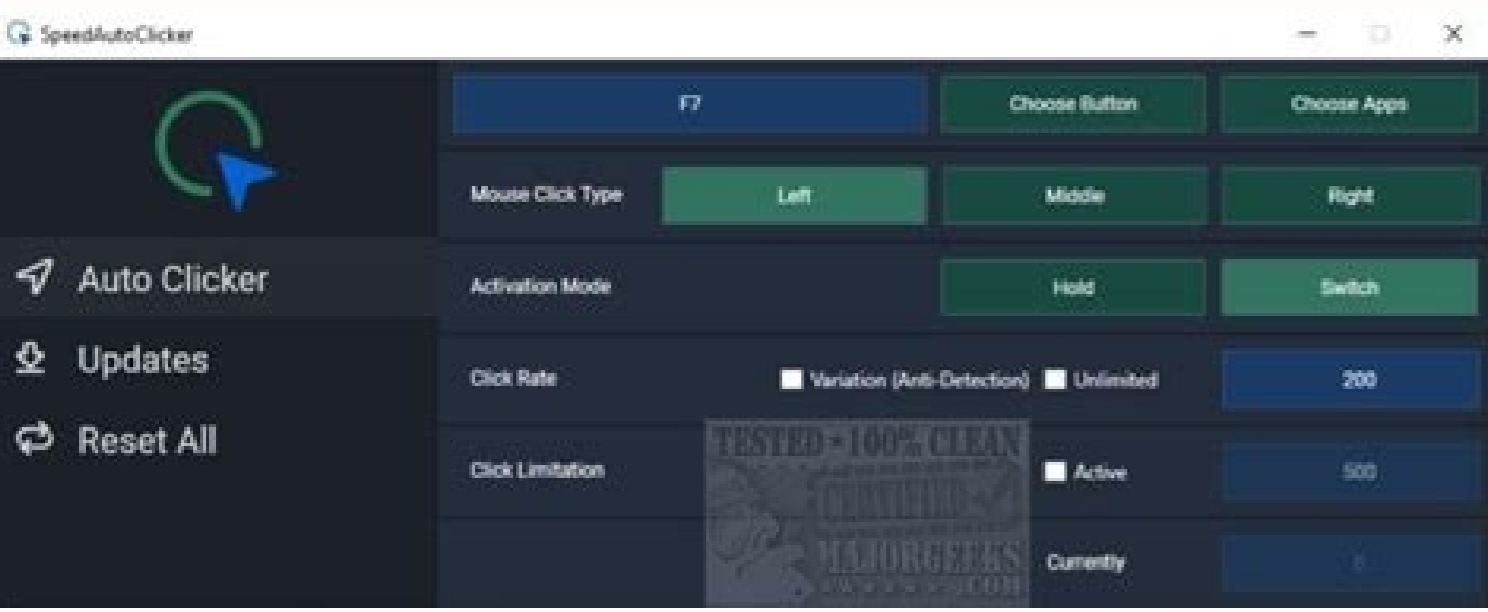 SpeedAutoClicker
F7
Choose Button
Choose Apps
Mouse Click Type
Left
Middle
Right
Auto Clicker
Activation Mode
Hold
Switch
Updates
Click Rate
Variation (Anti-Detection)
Unlimited
200
Reset All
TESTED 100% CLEAN
Click Limitation
Active
500
CERTIFIED
MAJORGEEKS
.COM
Currently